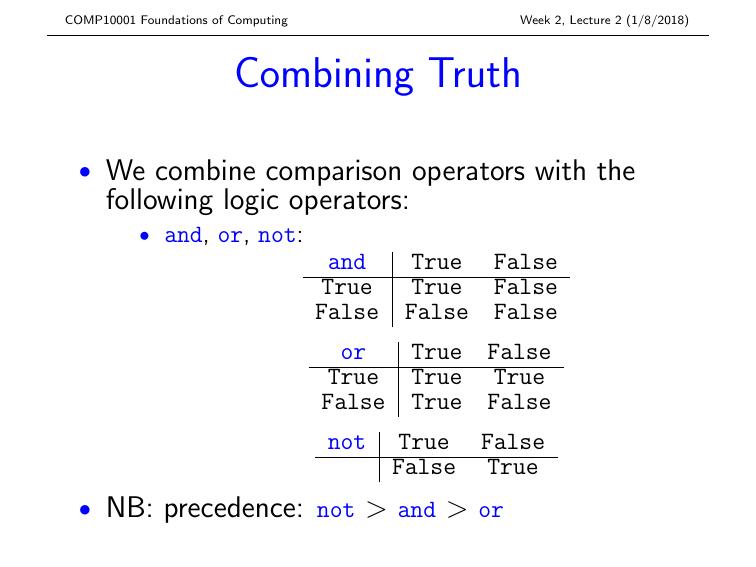 COMP10001 Foundations of Computing Week 2, Lecture 2 (1/8/2018)
Combining Truth
• We combine comparison operators with the
following logic operators:
• and, or, not:
and True False
True True False
False False False
or True False
True True True
False True False
not True False
False True
• NB: precedence: not > and > or